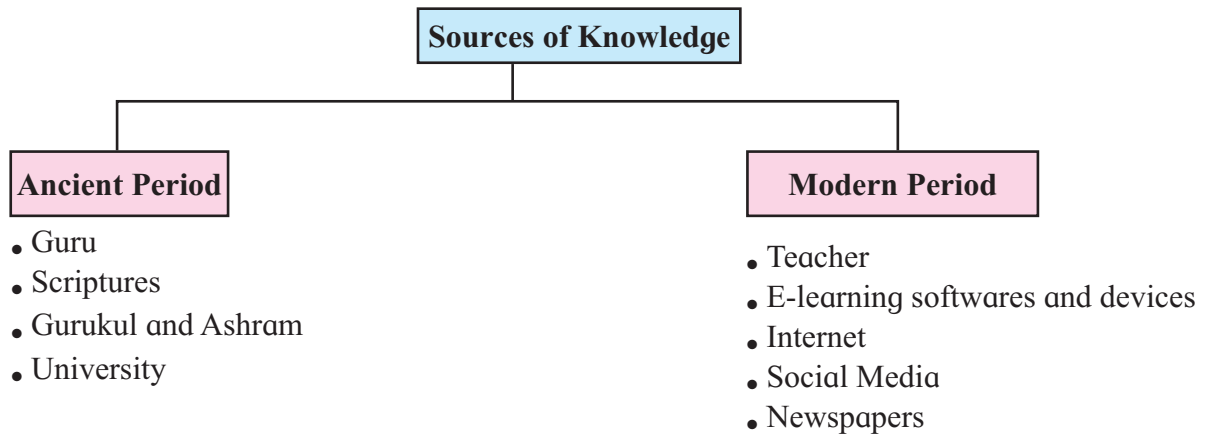 Sources of Knowledge
Ancient Period
• Guru
• Scriptures
• Gurukul and Ashram
• University
Modern Period
• Teacher
• E-learning softwares and devices
• Internet
• Social Media
• Newspapers